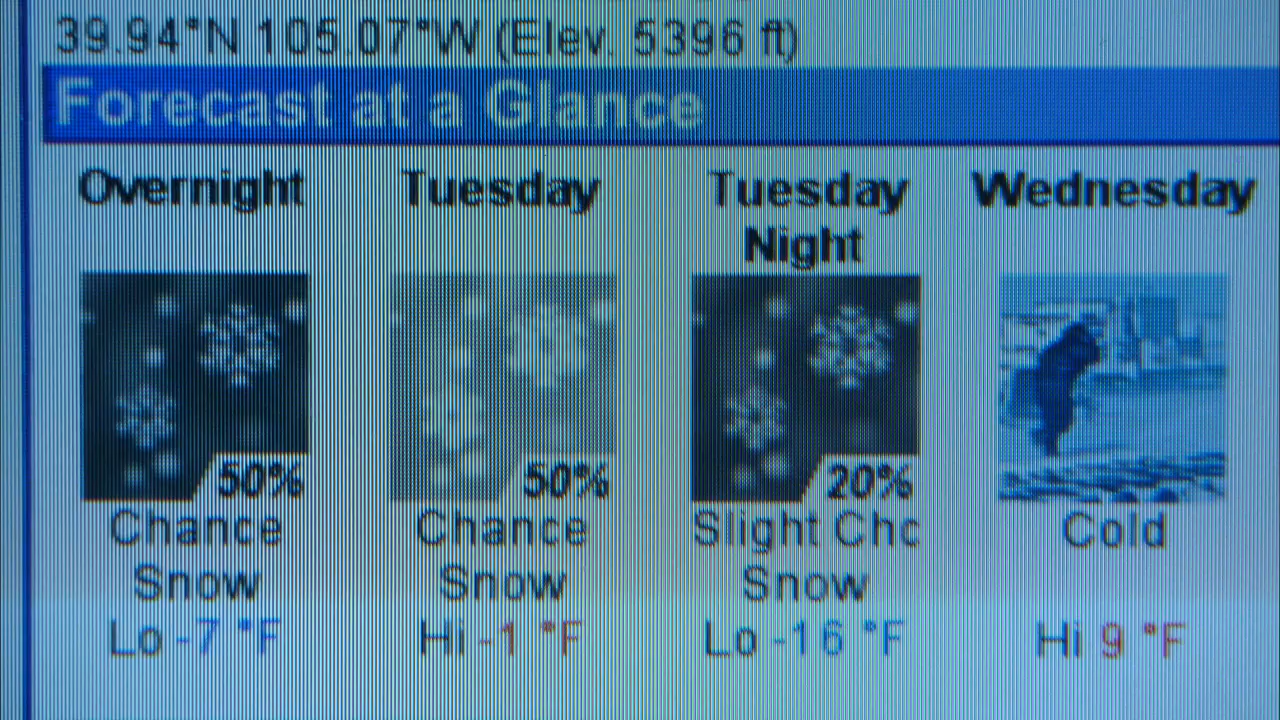 39.94°N 105.07°W (Elev. 5396 ft)
Forecast at a Glance
Overnight
Tuesday
Tuesday
Night
Wednesday
50%
50%
20%
Chance
Snow
Chance
Snow
Slight Chc
Snow
Cold
Lo -7 °F
Hi -1 °F
Lo -16 °F
Hi 9 °F